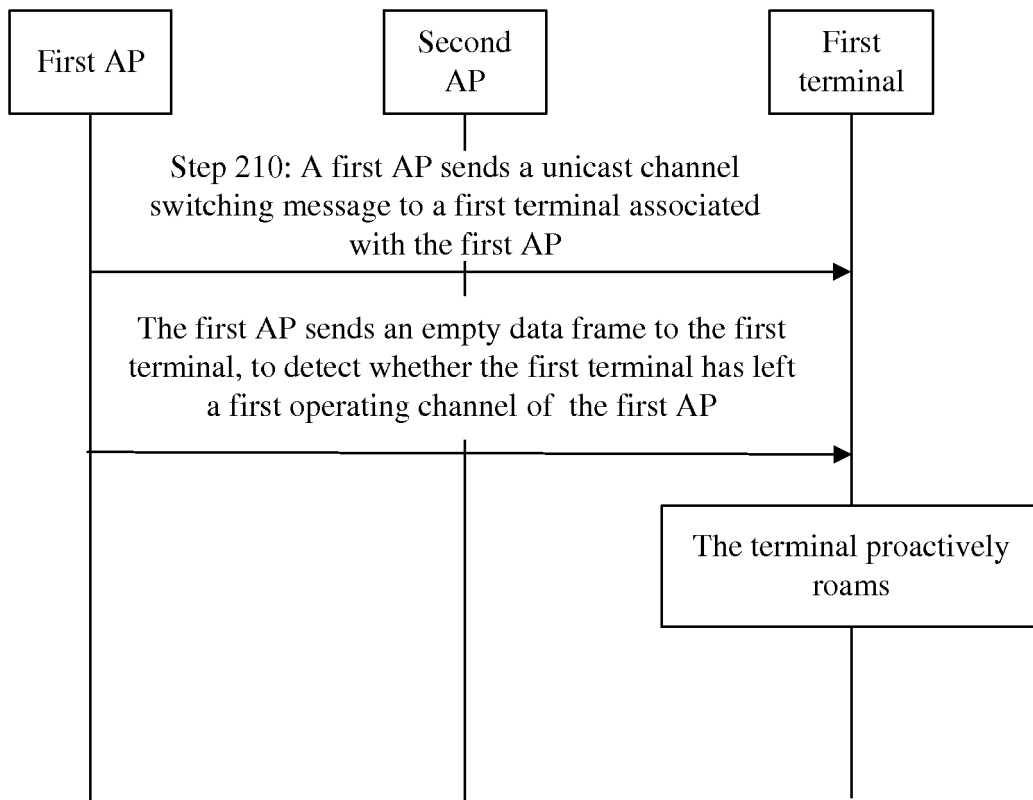 First AP
Second
AP
First
terminal
Step 210: A first AP sends a unicast channel
switching message to a first terminal associated
with the first AP
The first AP sends an empty data frame to the first
terminal, to detect whether the first terminal has left
a first operating channel of the first AP
The terminal proactively
roams